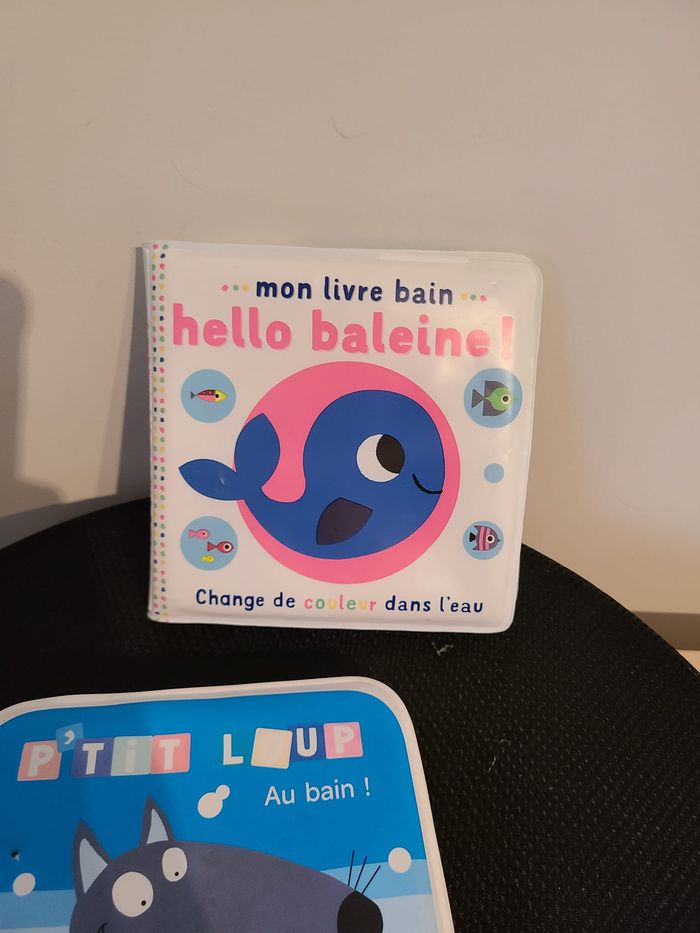 mon livre bain
hello baleine !
Change de couleur dans l'eau
P'TiT LOUP
Au bain !